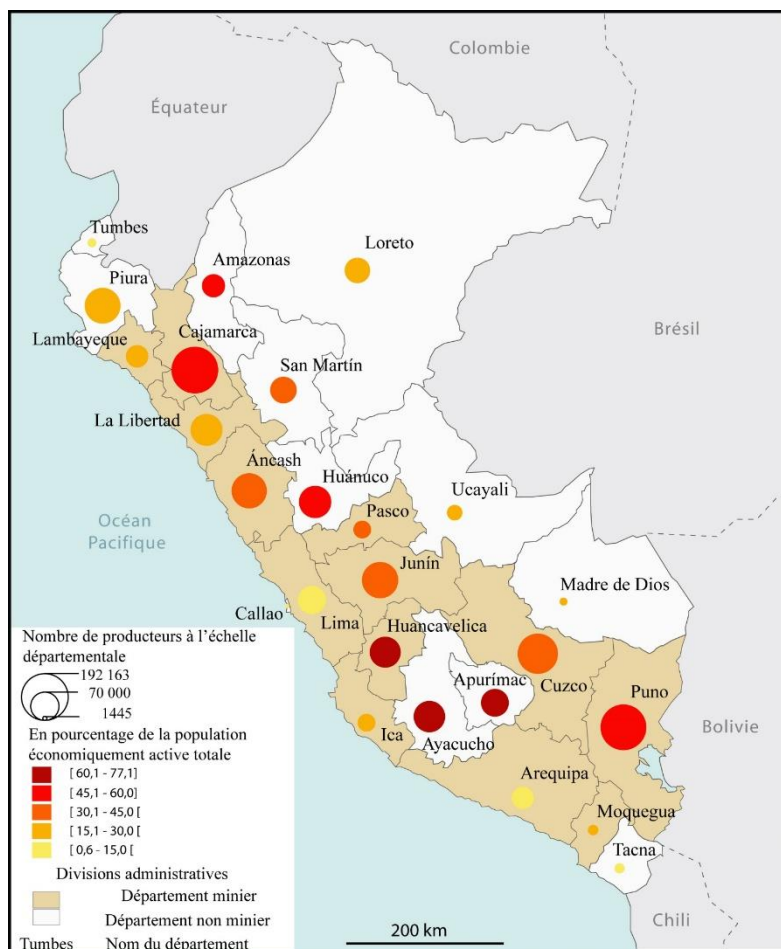 Colombie
Équateur
Tumbes
Loreto
Amazonas
Piura
Brésil
Cajamarca
Lambayeque
San Martín
La Libertad
Áncash
Huánuco
Ucayali
Pasco
Océan
Pacifique
Junín
Madre de Dios
Callao
Lima
Huancavelica
Apurímac
Cuzco
Puno
Ica
Ayacucho
Bolivie
Arequipa
Moquegua
Tacna
Chili
Nombre de producteurs à l'échelle
départementale
192 163
70 000
1445
En pourcentage de la population
économiquement active totale
[ 60,1 - 77,1]
[ 45,1 - 60,0]
[ 30,1 - 45,0 [
[ 15,1 - 30,0 [
[ 0,6 - 15,0 [
Divisions administratives
Département minier
Département non minier
Tumbes Nom du département
200 km